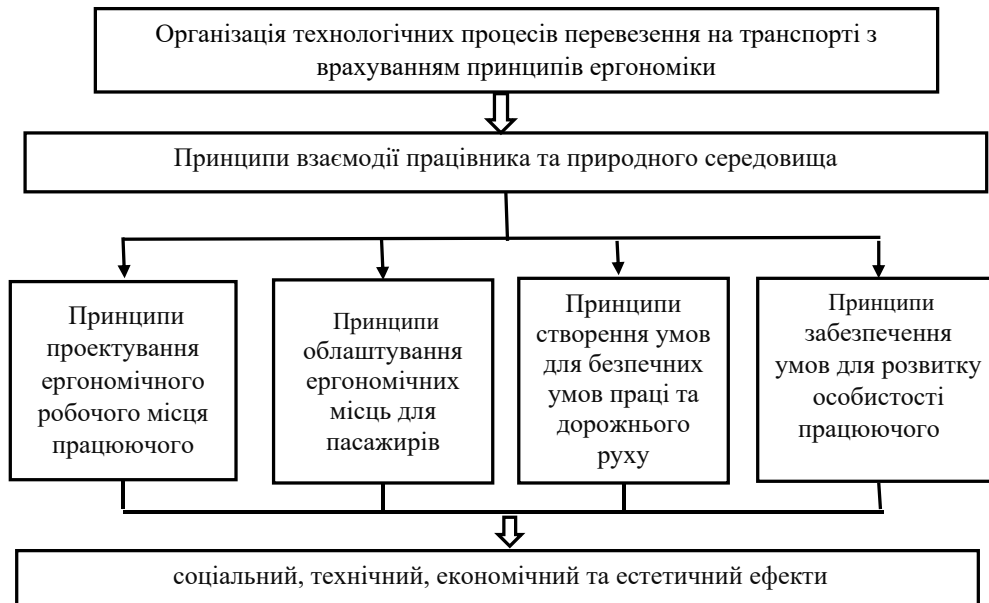 Організація технологічних процесів перевезення на транспорті з
врахуванням принципів ергономіки
Принципи взаємодії працівника та природного середовища
Принципи
проектування
ергономічного
робочого місця
працюючого
Принципи
облаштування
ергономічних
місць для
пасажирів
Принципи
створення умов
для безпечних
умов праці та
дорожнього
руху
Принципи
забезпечення
умов для розвитку
особистості
працюючого
соціальний, технічний, економічний та естетичний ефекти